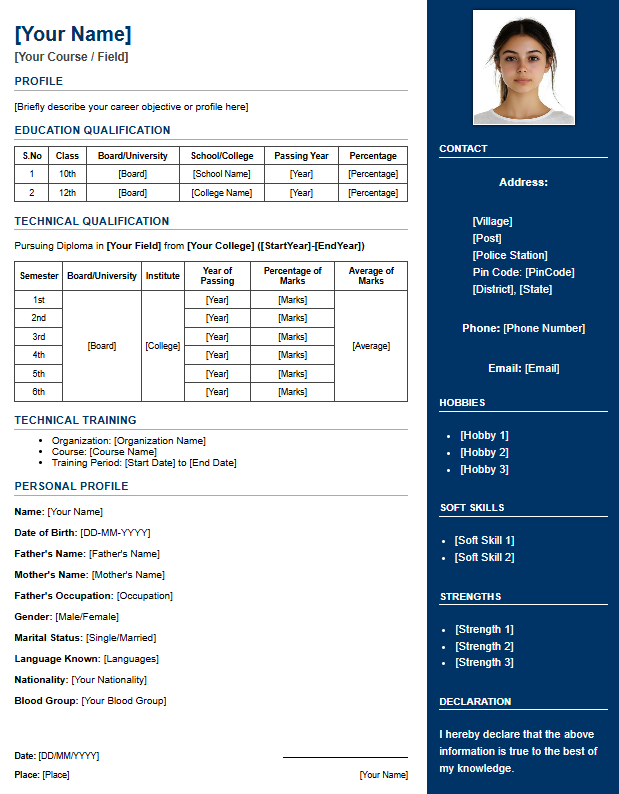 [Your Name]
[Your Course / Field]
PROFILE
[Briefly describe your career objective or profile here]
EDUCATION QUALIFICATION
S.No Class Board/University School/College Passing Year Percentage
1 10th [Board] [School Name] [Year] [Percentage]
2 12th [Board] [College Name] [Year] [Percentage]
TECHNICAL QUALIFICATION
Pursuing Diploma in [Your Field] from [Your College] ([StartYear]-[EndYear])
Semester Board/University Institute Year of Passing Percentage of Marks Average of Marks
1st [Year] [Marks]
2nd [Year] [Marks]
3rd [Year] [Marks]
[Board] [College] [Average]
4th [Year] [Marks]
5th [Year] [Marks]
6th [Year] [Marks]
TECHNICAL TRAINING
• Organization: [Organization Name]
• Course: [Course Name]
• Training Period: [Start Date] to [End Date]
PERSONAL PROFILE
Name: [Your Name]
Date of Birth: [DD-MM-YYYY]
Father's Name: [Father's Name]
Mother's Name: [Mother's Name]
Father's Occupation: [Occupation]
Gender: [Male/Female]
Marital Status: [Single/Married]
Language Known: [Languages]
Nationality: [Your Nationality]
Blood Group: [Your Blood Group]
Date: [DD/MM/YYYY]
Place: [Place] [Your Name]
CONTACT
Address:
[Village]
[Post]
[Police Station]
Pin Code: [PinCode]
[District], [State]
Phone: [Phone Number]
Email: [Email]
HOBBIES
• [Hobby 1]
• [Hobby 2]
• [Hobby 3]
SOFT SKILLS
• [Soft Skill 1]
• [Soft Skill 2]
STRENGTHS
• [Strength 1]
• [Strength 2]
• [Strength 3]
DECLARATION
I hereby declare that the above
information is true to the best of
my knowledge.